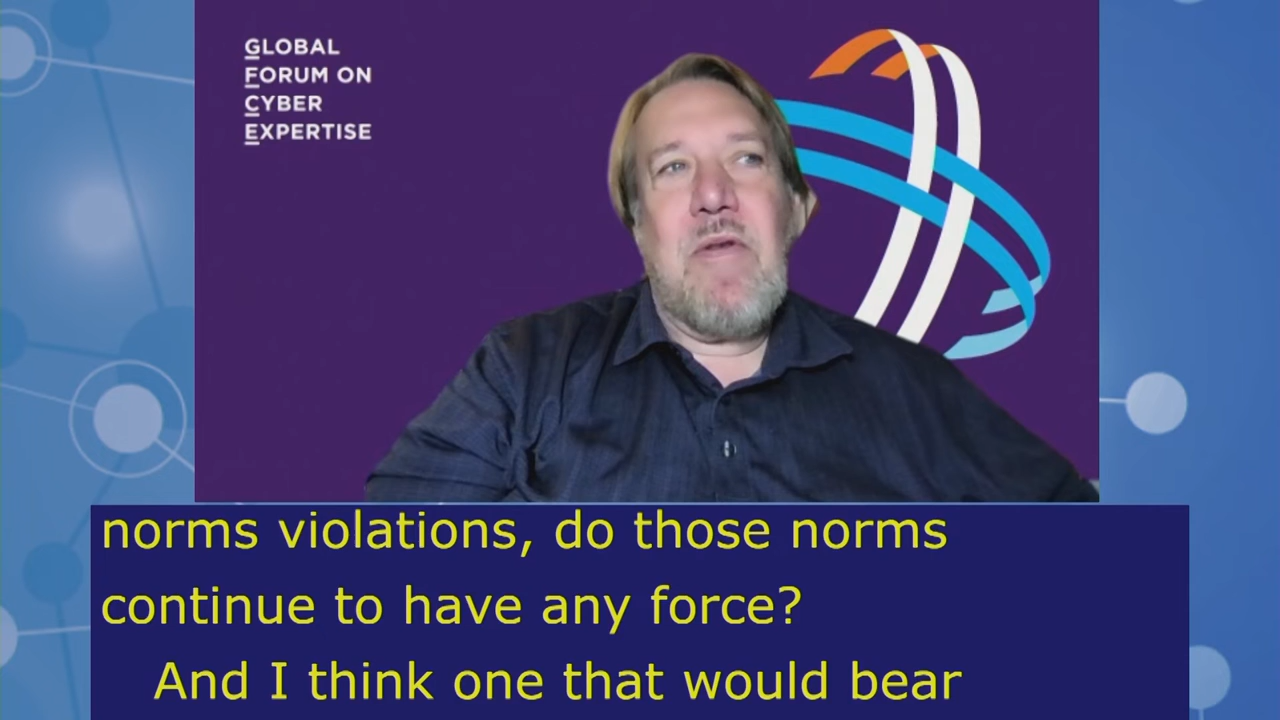 GLOBAL
FORUM ON
CYBER
EXPERTISE
norms violations, do those norms
continue to have any force?
And I think one that would bear